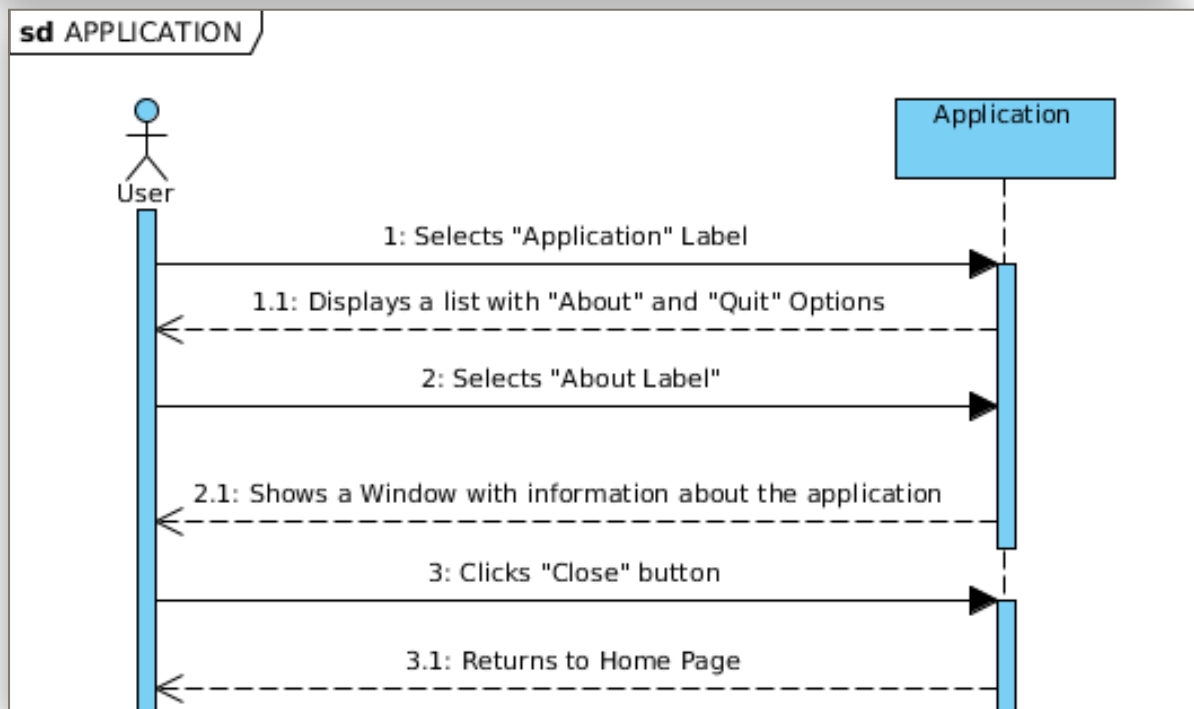 sd APPLICATION
Application
User
1: Selects "Application" Label
1.1: Displays a list with "About" and "Quit" Options
2: Selects "About Label"
2.1: Shows a Window with information about the application
3: Clicks "Close" button
3.1: Returns to Home Page